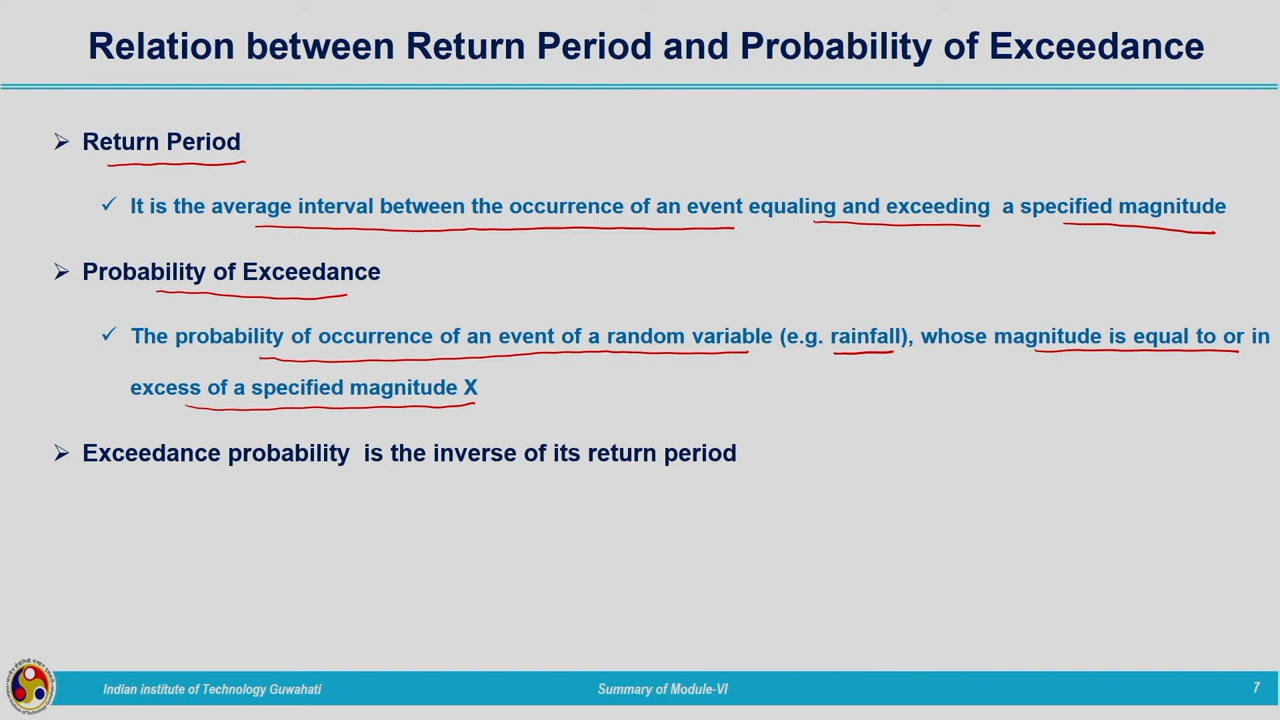 Relation between Return Period and Probability of Exceedance
➢ Return Period
✓ It is the average interval between the occurrence of an event equaling and exceeding a specified magnitude
➢ Probability of Exceedance
✓ The probability of occurrence of an event of a random variable (e.g. rainfall), whose magnitude is equal to or in
excess of a specified magnitude X
➢ Exceedance probability is the inverse of its return period
Indian institute of Technology Guwahati
Summary of Module-VI
7